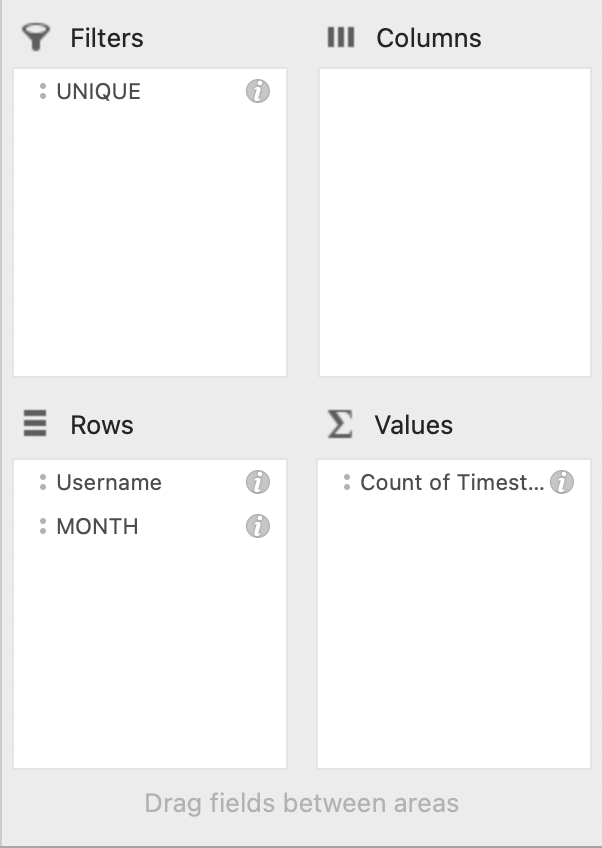 Filters
Columns
UNIQUE
Rows
Values
Username
Count of Timest...
MONTH
Drag fields between areas